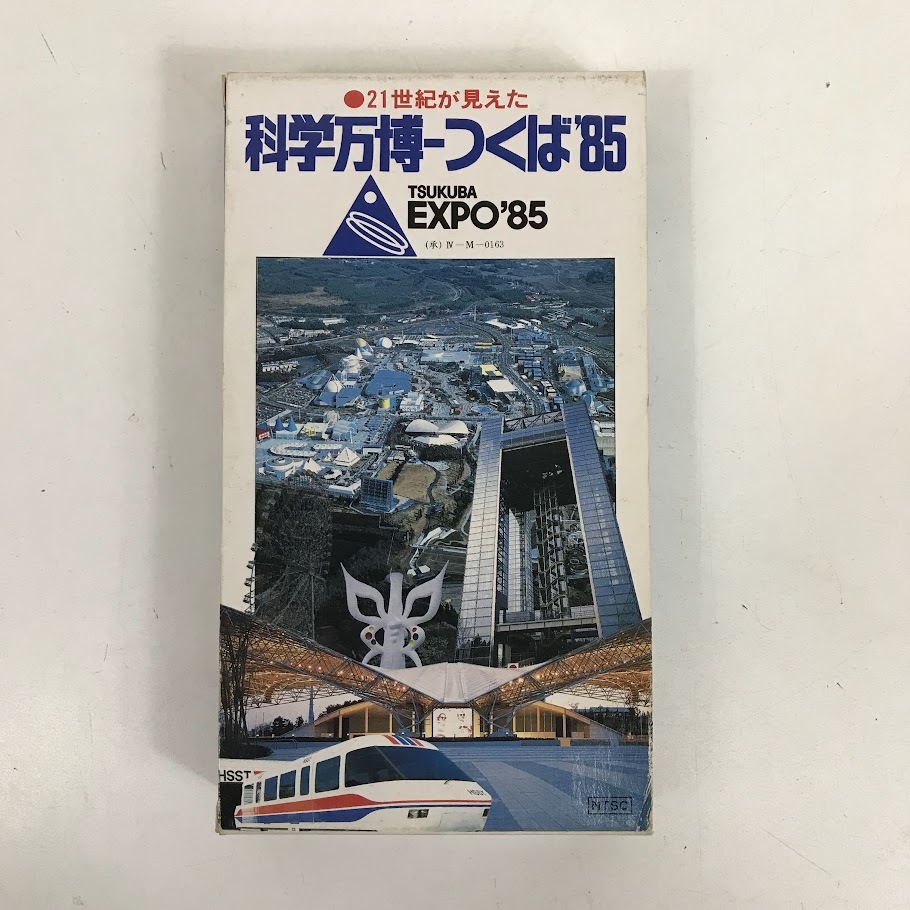 ●21世紀が見えた
科学万博-つくば'85
TSUKUBA
EXPO'85
(承) Ⅳ—M—0163
HSST
NTSC